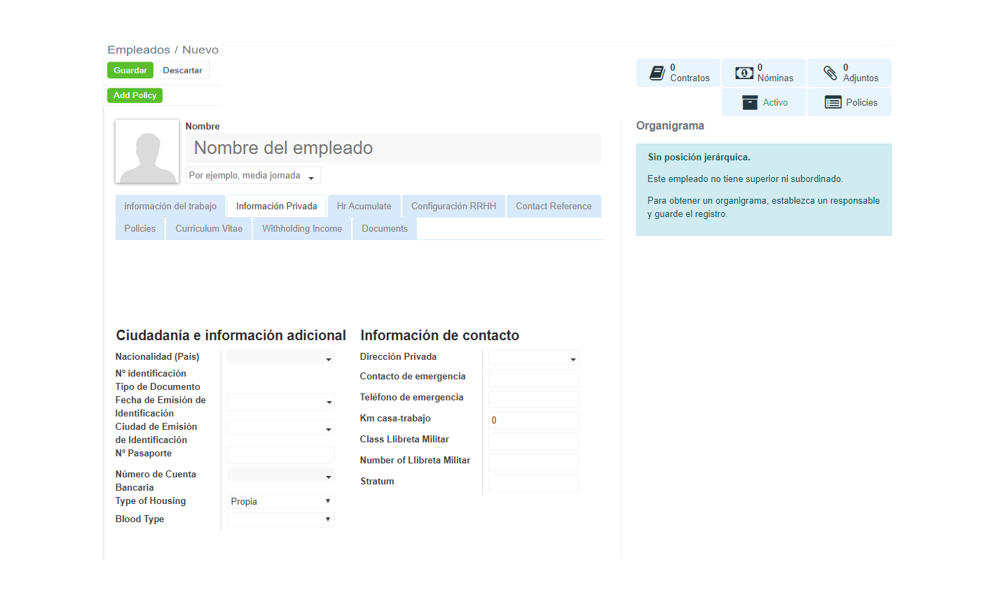 Empleados / Nuevo
Guardar
Descartar
Add Policy
0
Contratos
0
Nóminas
0
Adjuntos
Activo
Policies
Nombre
Nombre del empleado
Por ejemplo, media jornada
información del trabajo
Información Privada
Hr Acumulate
Configuración RRHH
Contact Reference
Policies
Curriculum Vitae
Withholding Income
Documents
Organigrama
Sin posición jerárquica.
Este empleado no tiene superior ni subordinado.
Para obtener un organigrama, establezca un responsable
y guarde el registro.
Ciudadanía e información adicional
Nacionalidad (País)
Nº identificación
Tipo de Documento
Fecha de Emisión de
Identificación
Ciudad de Emisión
de Identificación
Nº Pasaporte
Número de Cuenta
Bancaria
Type of Housing
Propia
Blood Type
Información de contacto
Dirección Privada
Contacto de emergencia
Teléfono de emergencia
Km casa-trabajo
0
Class Llibreta Militar
Number of Llibreta Militar
Stratum